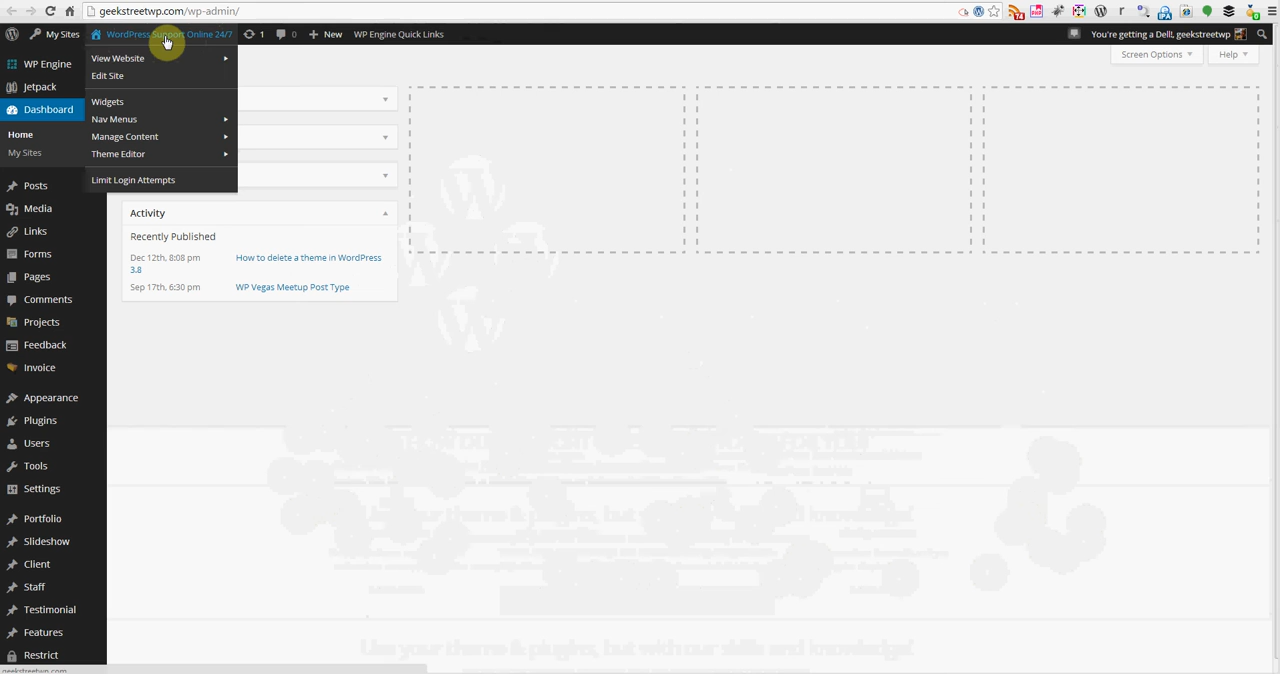 geekstreetwp.com/wp-admin/
74
My Sites
WordPress Support Online 24/7
1
0
New
WP Engine Quick Links
You're getting a Dell!, geekstreetwp
View Website
Edit Site
Widgets
Nav Menus
Manage Content
Theme Editor
Limit Login Attempts
Screen Options
Help
WP Engine
Jetpack
Dashboard
Home
My Sites
Posts
Media
Links
Forms
Pages
Comments
Projects
Feedback
Invoice
Appearance
Plugins
Users
Tools
Settings
Portfolio
Slideshow
Client
Staff
Testimonial
Features
Restrict
Activity
Recently Published
Dec 12th, 8:08 pm How to delete a theme in WordPress
3.8
Sep 17th, 6:30 pm WP Vegas Meetup Post Type
Use your theme & plugins, but with our skills and knowledge!
geekstreetwp.com